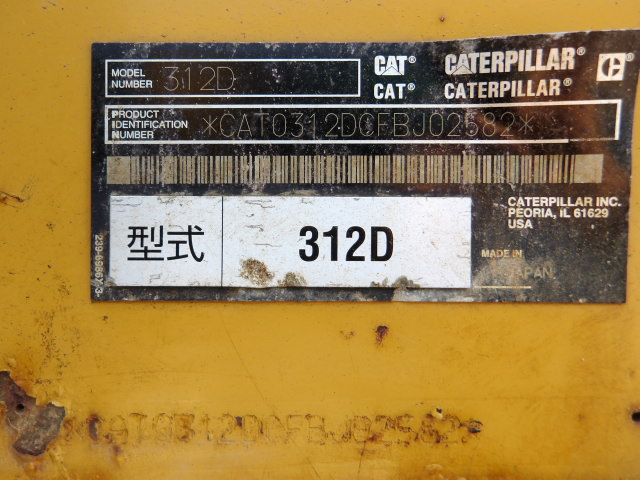 MODEL NUMBER 312D
CAT® CATERPILLAR®
CAT® CATERPILLAR®
PRODUCT IDENTIFICATION NUMBER *CAT0312DCFBJ02582*
CATERPILLAR INC.
PEORIA, IL 61629
USA
型式 312D
MADE IN
JAPAN
*CAT0312DCFBJ02582*